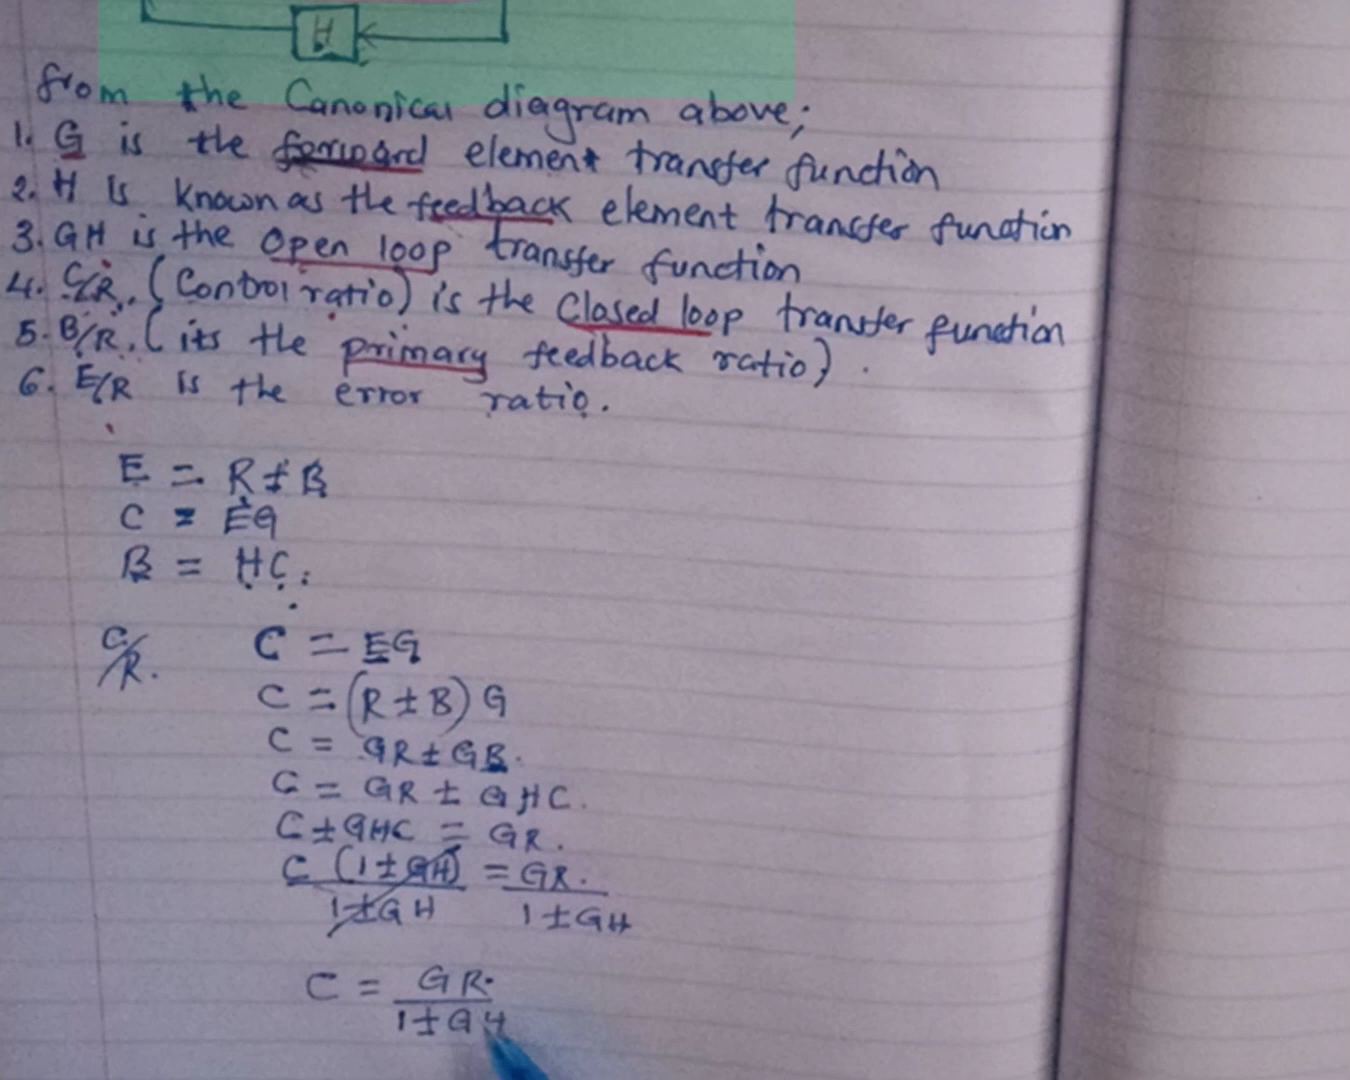 H
from the Canonical diagram above;
1. G is the forward element transfer function
2. H is known as the feedback element transfer function
3. GH is the open loop transfer function
4. C/R. (Control ratio) is the Closed loop transfer function
5. B/R. (its the primary feedback ratio).
6. E/R is the error ratio.
E = R ± B
C = EG
B = HC.
C/R. C = EG
C = (R ± B) G
C = GR ± GB.
C = GR ± GHC.
C ± GHC = GR.
C (1 ± GH) = GR.
1 ± GH 1 ± GH
C = GR.
1 ± GH